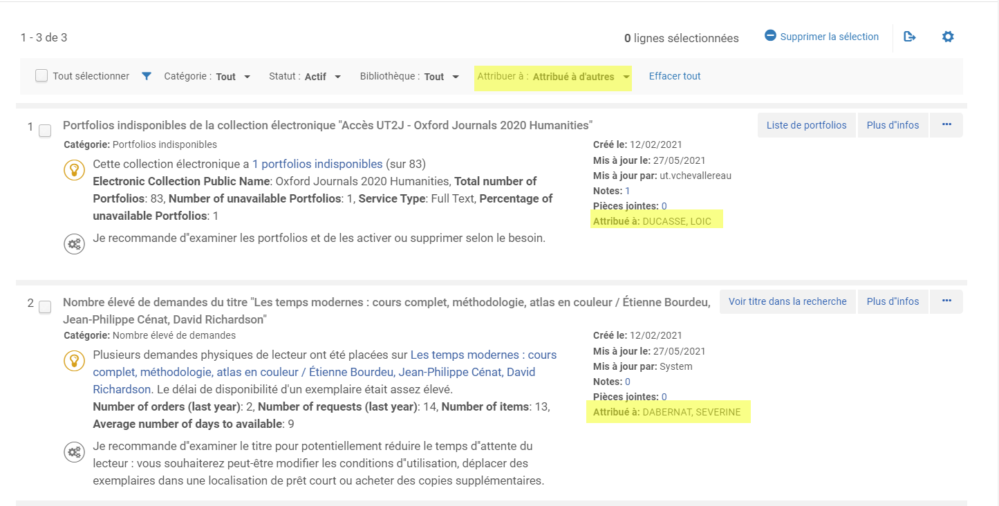 1 - 3 de 3
0 lignes sélectionnées
Supprimer la sélection
Tout sélectionner Catégorie : Tout Statut : Actif Bibliothèque : Tout Attribuer à : Attribué à d'autres Effacer tout
1 Portfolios indisponibles de la collection électronique "Accès UT2J - Oxford Journals 2020 Humanities"
Liste de portfolios Plus d"infos ...
Catégorie: Portfolios indisponibles
Cette collection électronique a 1 portfolios indisponibles (sur 83)
Electronic Collection Public Name: Oxford Journals 2020 Humanities, Total number of
Portfolios: 83, Number of unavailable Portfolios: 1, Service Type: Full Text, Percentage of
unavailable Portfolios: 1
Je recommande d"examiner les portfolios et de les activer ou supprimer selon le besoin.
Créé le: 12/02/2021
Mis à jour le: 27/05/2021
Mis à jour par: ut.vchevallereau
Notes: 1
Pièces jointes: 0
Attribué à: DUCASSE, LOIC
2 Nombre élevé de demandes du titre "Les temps modernes : cours complet, méthodologie, atlas en couleur / Étienne Bourdeu,
Jean-Philippe Cénat, David Richardson"
Voir titre dans la recherche Plus d"infos ...
Catégorie: Nombre élevé de demandes
Plusieurs demandes physiques de lecteur ont été placées sur Les temps modernes : cours
complet, méthodologie, atlas en couleur / Étienne Bourdeu, Jean-Philippe Cénat, David
Richardson. Le délai de disponibilité d'un exemplaire était assez élevé.
Number of orders (last year): 2, Number of requests (last year): 14, Number of items: 13,
Average number of days to available: 9
Je recommande d"examiner le titre pour potentiellement réduire le temps d"attente du
lecteur : vous souhaiterez peut-être modifier les conditions d"utilisation, déplacer des
exemplaires dans une localisation de prêt court ou acheter des copies supplémentaires.
Créé le: 12/02/2021
Mis à jour le: 27/05/2021
Mis à jour par: System
Notes: 0
Pièces jointes: 0
Attribué à: DABERNAT, SEVERINE